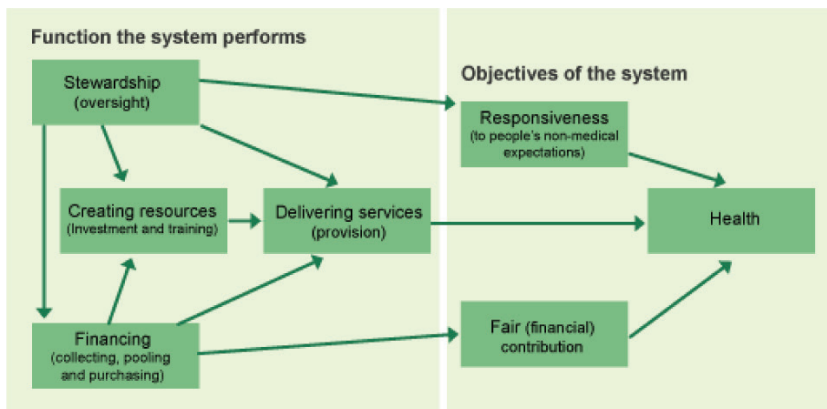 Function the system performs
Stewardship
(oversight)
Creating resources
(Investment and training)
Delivering services
(provision)
Financing
(collecting, pooling
and purchasing)
Objectives of the system
Responsiveness
(to people's non-medical
expectations)
Health
Fair (financial)
contribution